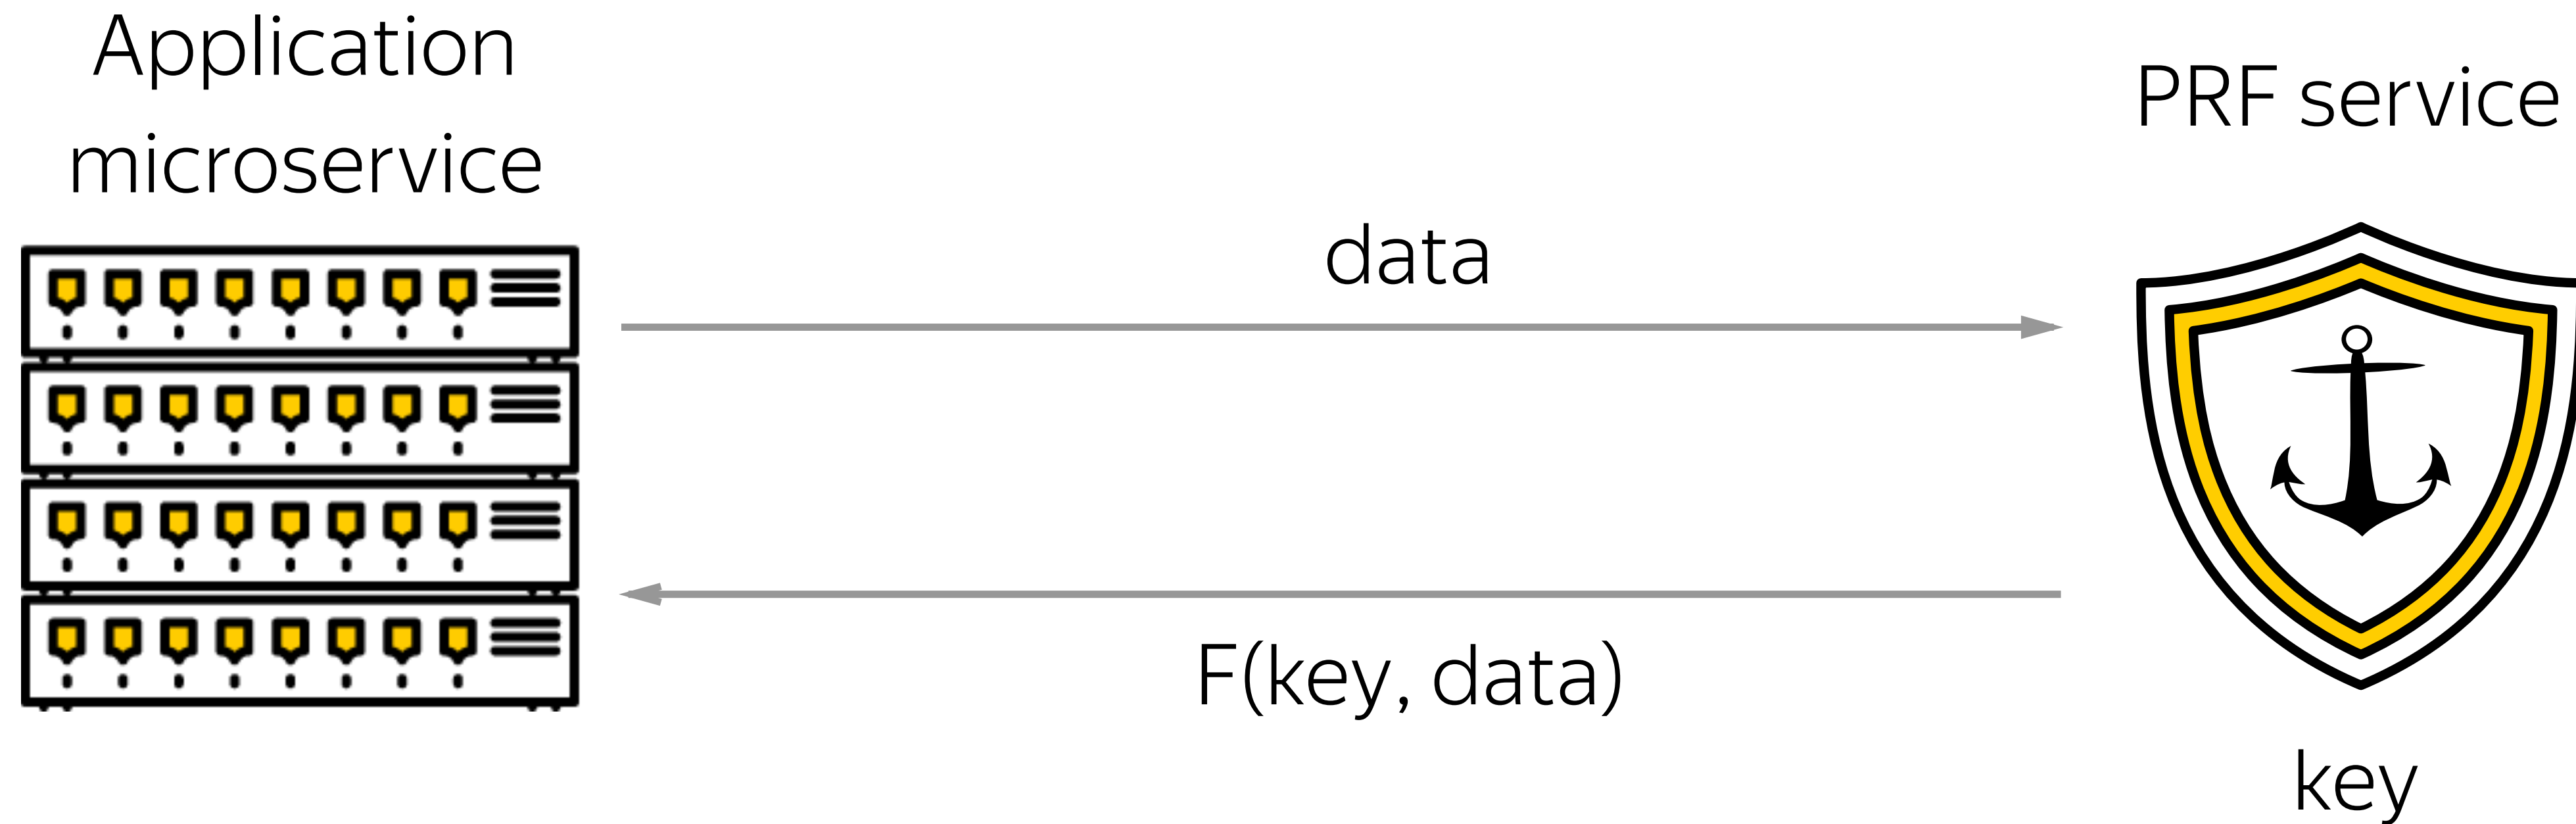 Application
microservice
PRF service
data
F(key, data)
key